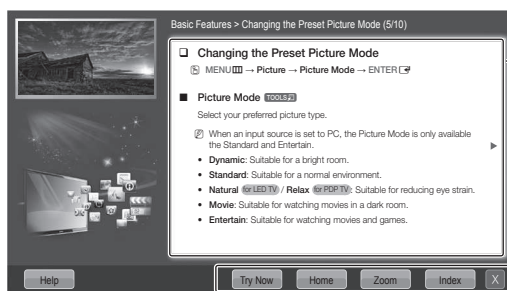 Basic Features > Changing the Preset Picture Mode (5/10)
❑ Changing the Preset Picture Mode
MENU → Picture → Picture Mode → ENTER
■ Picture Mode TOOLS
Select your preferred picture type.
When an input source is set to PC, the Picture Mode is only available
the Standard and Entertain.
• Dynamic: Suitable for a bright room.
• Standard: Suitable for a normal environment.
• Natural for LED TV / Relax for PDP TV: Suitable for reducing eye strain.
• Movie: Suitable for watching movies in a dark room.
• Entertain: Suitable for watching movies and games.
Help Try Now Home Zoom Index X